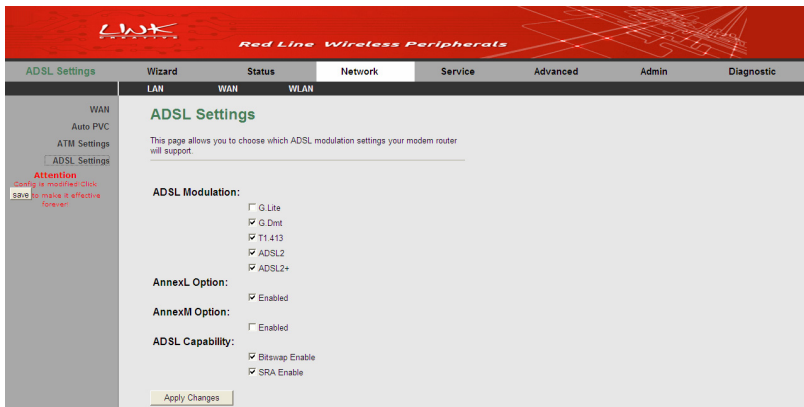 LINK
CREATIVE
Red Line Wireless Peripherals
ADSL Settings
Wizard Status Network Service Advanced Admin Diagnostic
LAN WAN WLAN
WAN
Auto PVC
ATM Settings
ADSL Settings
Attention
Config is modified.Click
save to make it effective
forever!
ADSL Settings
This page allows you to choose which ADSL modulation settings your modem router
will support.
ADSL Modulation:
G.Lite
G.Dmt
T1.413
ADSL2
ADSL2+
AnnexL Option:
Enabled
AnnexM Option:
Enabled
ADSL Capability:
Bitswap Enable
SRA Enable
Apply Changes